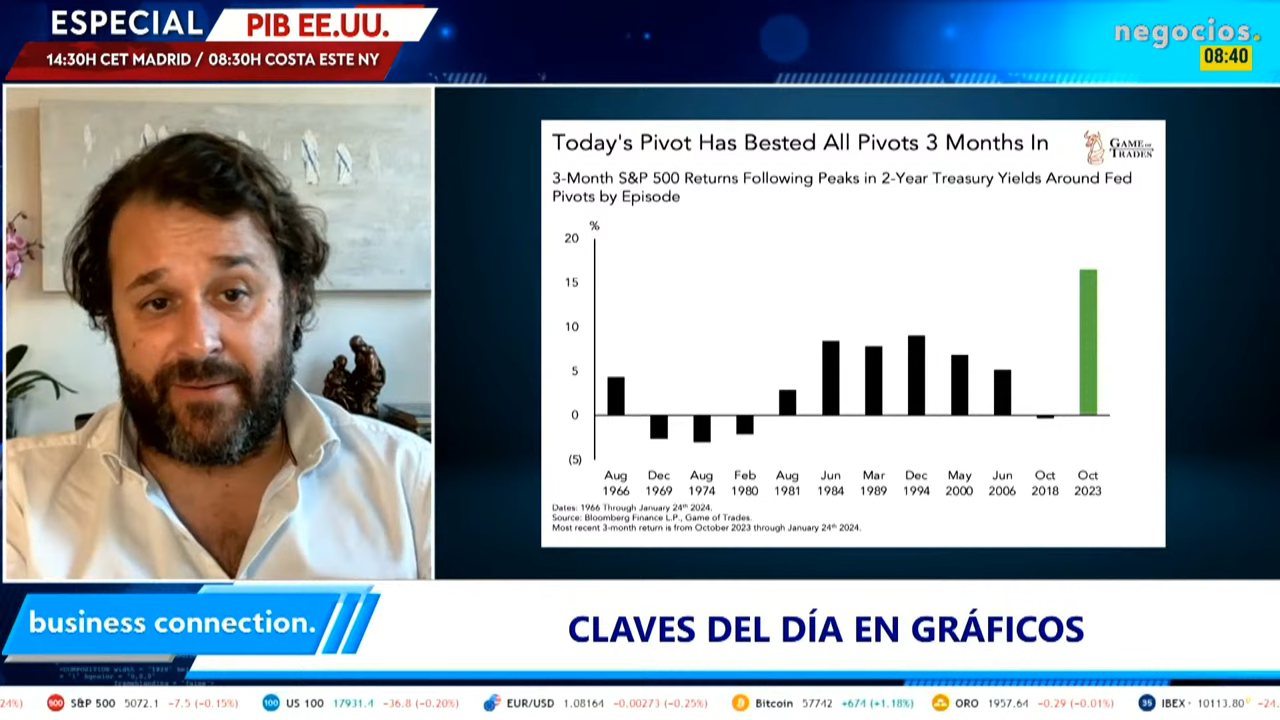 ESPECIAL PIB EE.UU.
14:30H CET MADRID / 08:30H COSTA ESTE NY
negocios.
08:40
Today's Pivot Has Bested All Pivots 3 Months In
GAME OF TRADES
3-Month S&P 500 Returns Following Peaks in 2-Year Treasury Yields Around Fed
Pivots by Episode
%
20
15
10
5
0
(5)
Aug Dec Aug Feb Aug Jun Mar Dec May Jun Oct Oct
1966 1969 1974 1980 1981 1984 1989 1994 2000 2006 2018 2023
Dates: 1966 Through January 24th 2024.
Source: Bloomberg Finance L.P., Game of Trades.
Most recent 3-month return is from October 2023 through January 24th 2024.
business connection.
CLAVES DEL DÍA EN GRÁFICOS
24%) 500 S&P 500 5072.1 -7.5 (-0.15%) 100 US 100 17931.4 -36.8 (-0.20%) EUR/USD 1.08164 -0.00273 (-0.25%) Bitcoin 57742 +674 (+1.18%) ORO 1957.64 -0.29 (-0.01%) 35 IBEX 10113.80 -24.